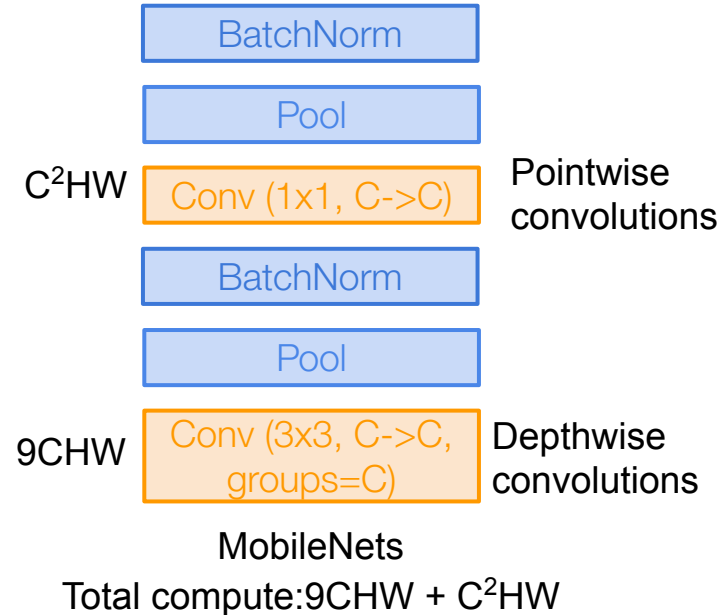 BatchNorm
Pool
C²HW
Conv (1x1, C->C)
Pointwise
convolutions
BatchNorm
Pool
9CHW
Conv (3x3, C->C,
groups=C)
Depthwise
convolutions
MobileNets
Total compute:9CHW + C²HW